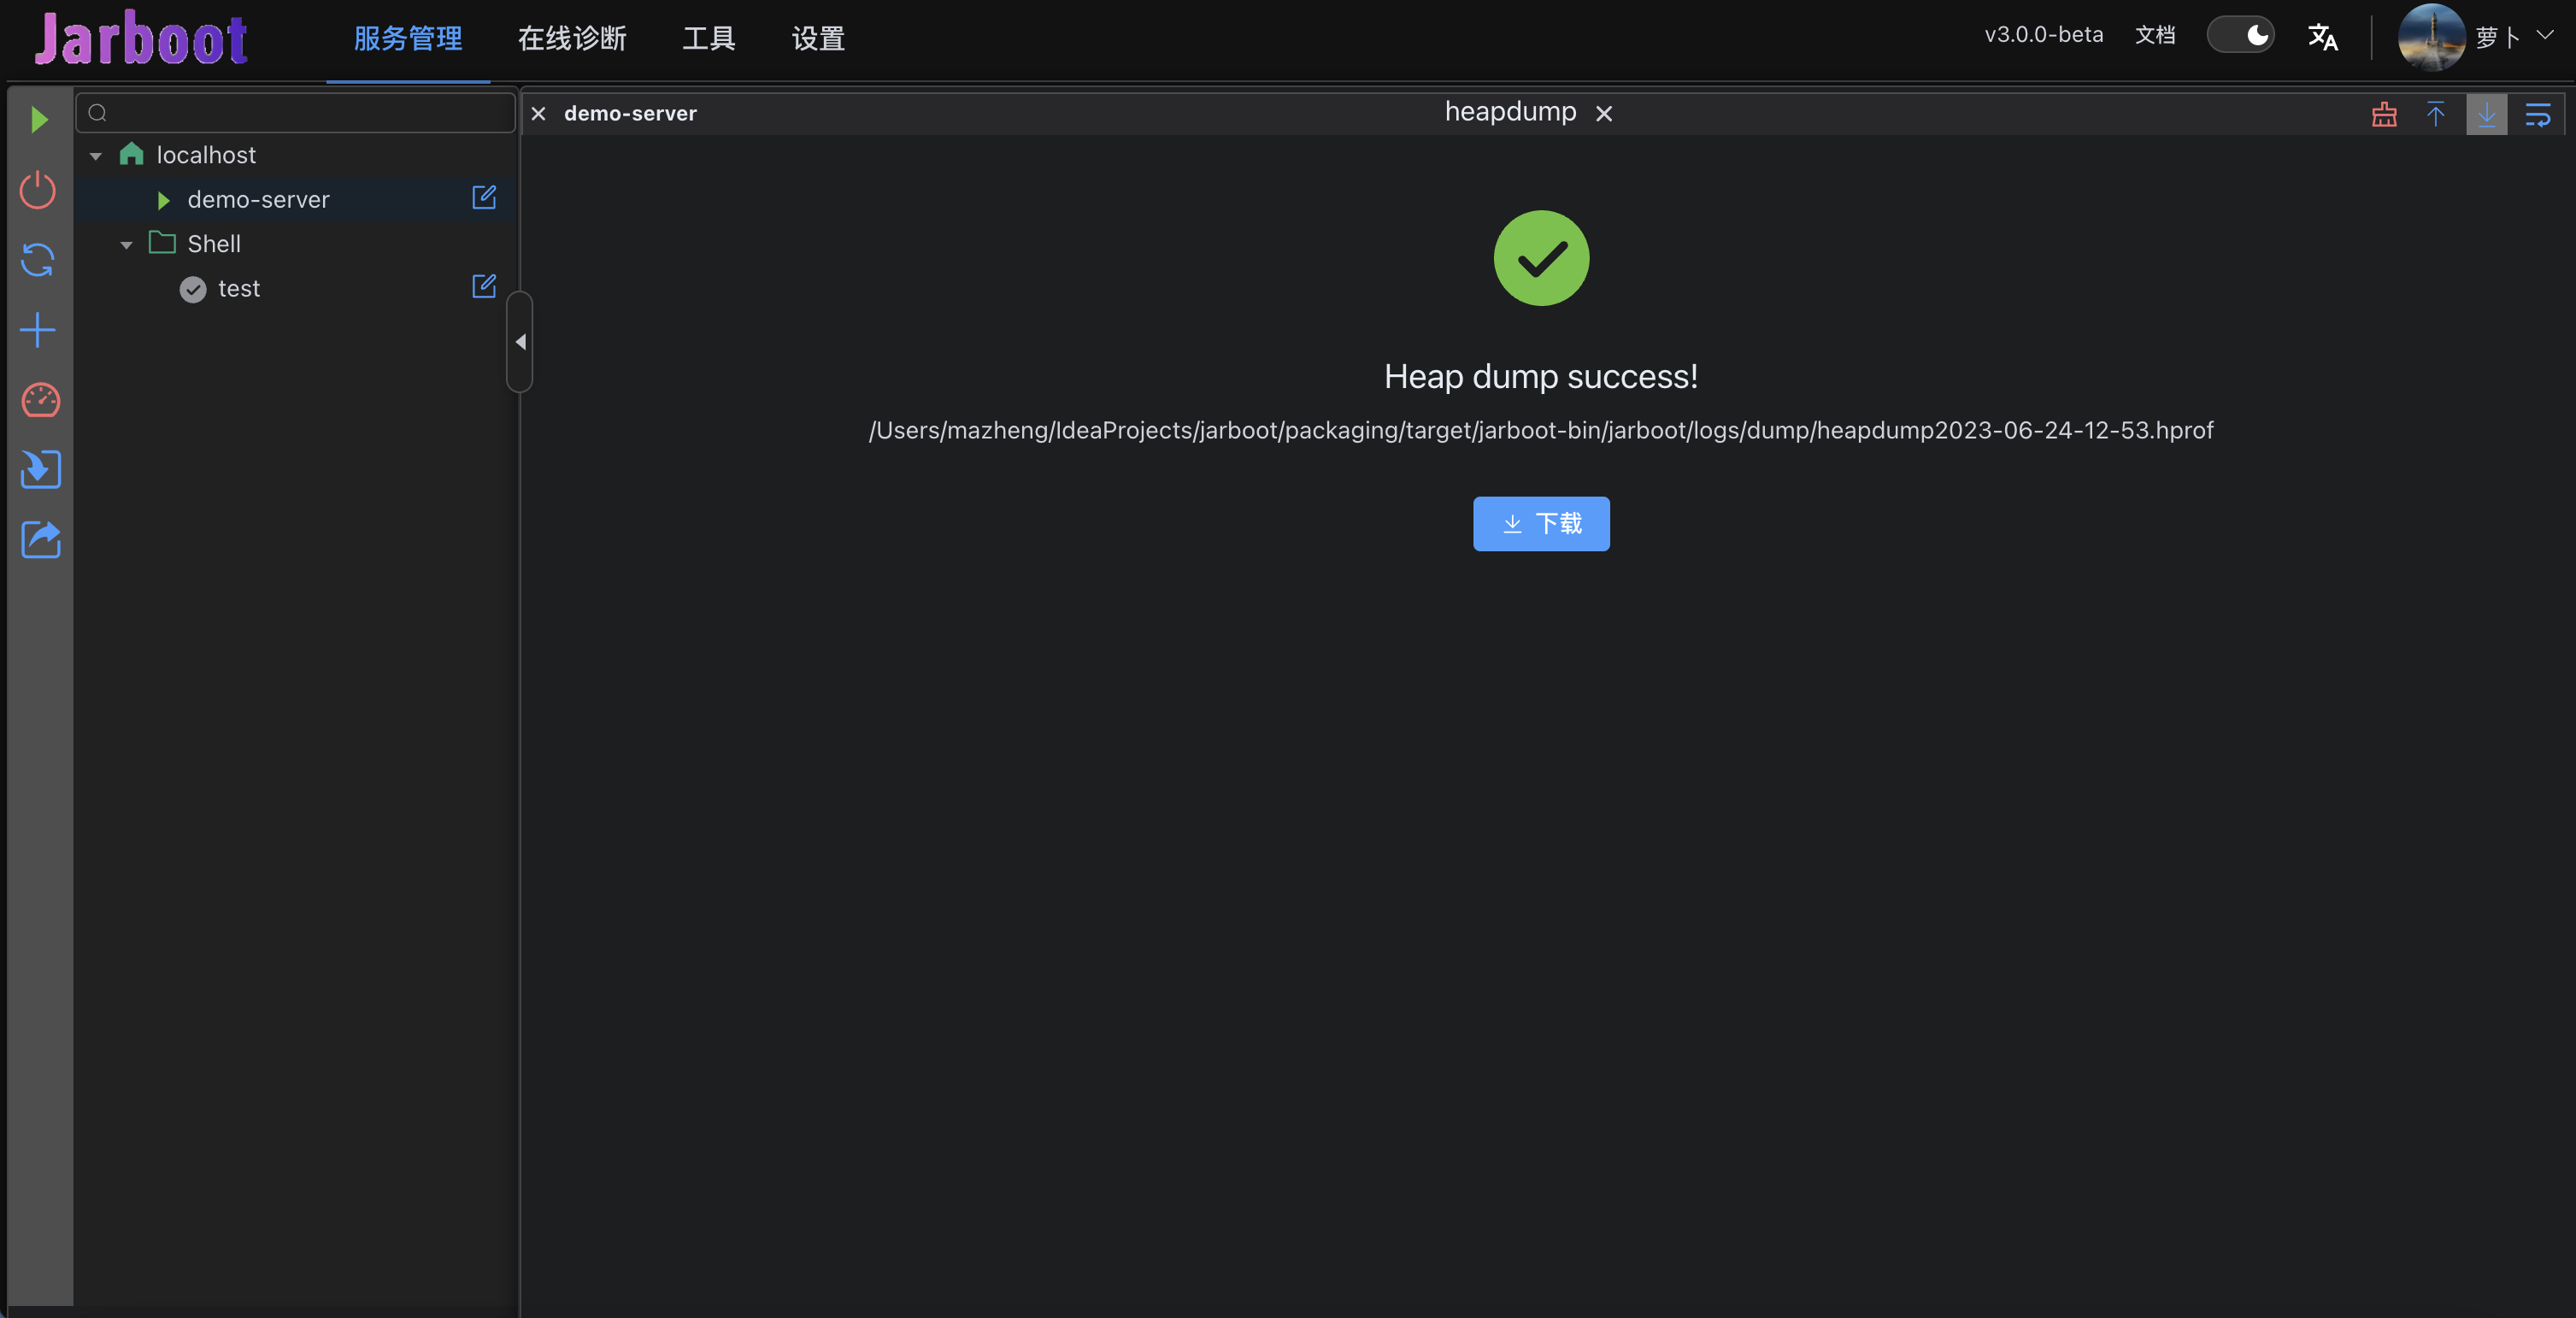 Jarboot 服务管理 在线诊断 工具 设置 v3.0.0-beta 文档 萝卜
demo-server heapdump
localhost
demo-server
Shell
test
Heap dump success!
/Users/mazheng/IdeaProjects/jarboot/packaging/target/jarboot-bin/jarboot/logs/dump/heapdump2023-06-24-12-53.hprof
下载